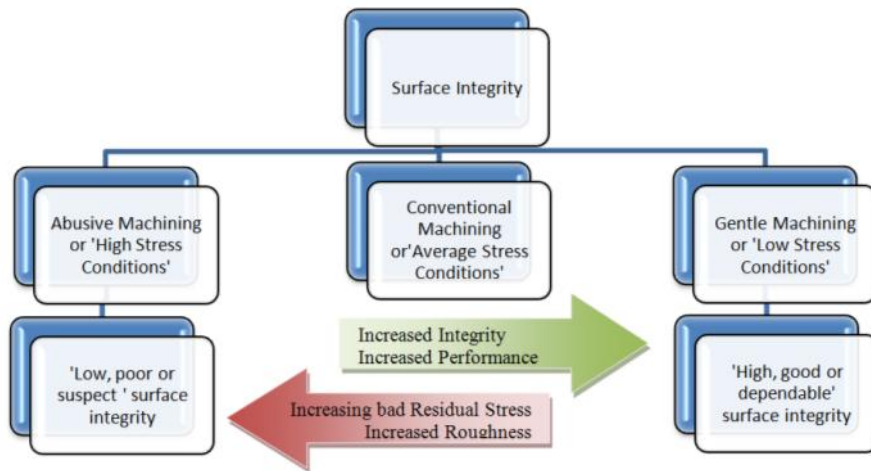 Surface Integrity
Abusive Machining
or 'High Stress
Conditions'
Conventional
Machining
or'Average Stress
Conditions'
Gentle Machining
or 'Low Stress
Conditions'
Increased Integrity
Increased Performance
'Low, poor or
suspect ' surface
integrity
Increasing bad Residual Stress
Increased Roughness
'High, good or
dependable'
surface integrity